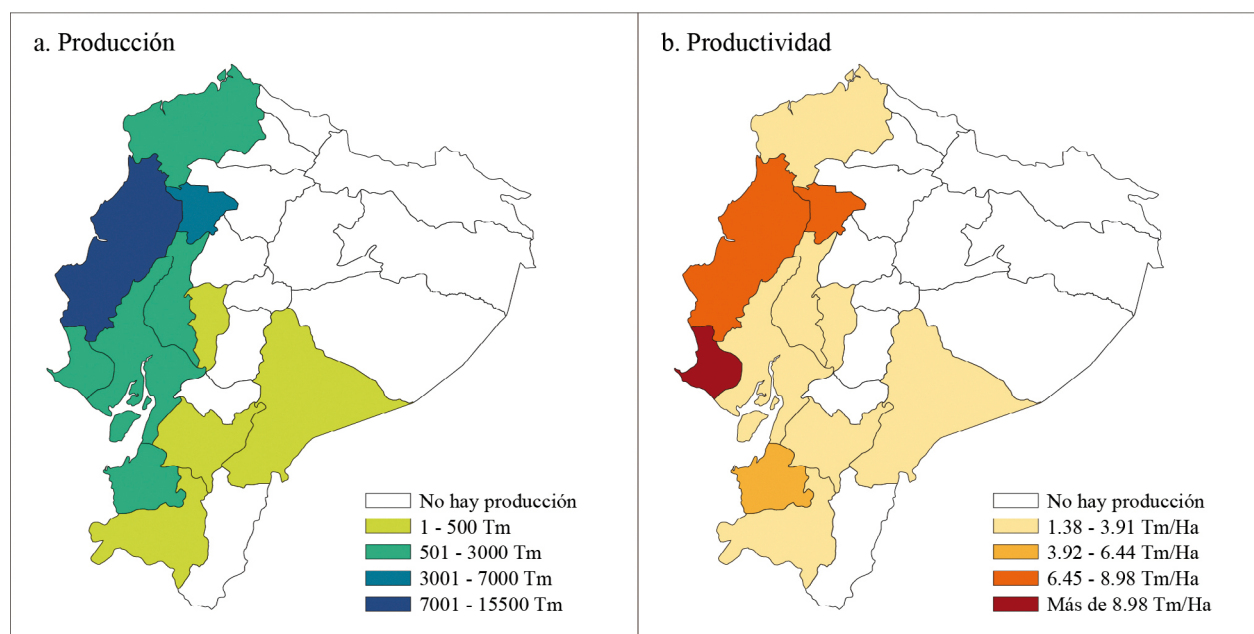 a. Producción
No hay producción
1 - 500 Tm
501 - 3000 Tm
3001 - 7000 Tm
7001 - 15500 Tm
b. Productividad
No hay producción
1.38 - 3.91 Tm/Ha
3.92 - 6.44 Tm/Ha
6.45 - 8.98 Tm/Ha
Más de 8.98 Tm/Ha